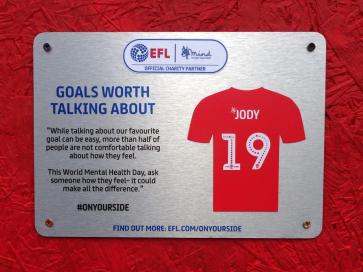 EFL mind
OFFICIAL CHARITY PARTNER
GOALS WORTH
TALKING ABOUT
"While talking about our favourite
goal can be easy, more than half of
people are not comfortable talking
about how they feel.
This World Mental Health Day, ask
someone how they feel– it could
make all the difference."
#ONYOURSIDE
JODY
19
FIND OUT MORE: EFL.COM/ONYOURSIDE